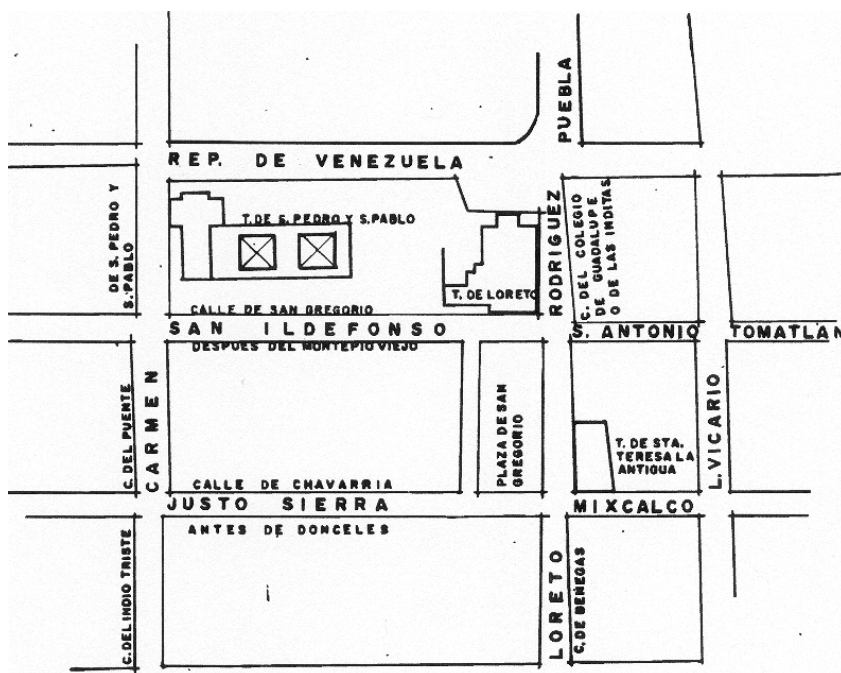 PUEBLA
REP. DE VENEZUELA
DE S. PEDRO Y
S. PABLO
T. DE S. PEDRO Y S. PABLO
T. DE LORETO
RODRIGUEZ
C. DEL COLEGIO
DE GUADALUPE
O DE LAS INDITAS
CALLE DE SAN GREGORIO
SAN ILDEFONSO
DESPUES DEL MONTEPIO VIEJO
S. ANTONIO TOMATLAN
C. DEL PUENTE
CARMEN
PLAZA DE SAN
GREGORIO
T. DE STA.
TERESA LA
ANTIGUA
L. VICARIO
CALLE DE CHAVARRIA
JUSTO SIERRA
ANTES DE DONCELES
MIXCALCO
C. DEL INDIO TRISTE
LORETO
C. DE BEÑEGAS